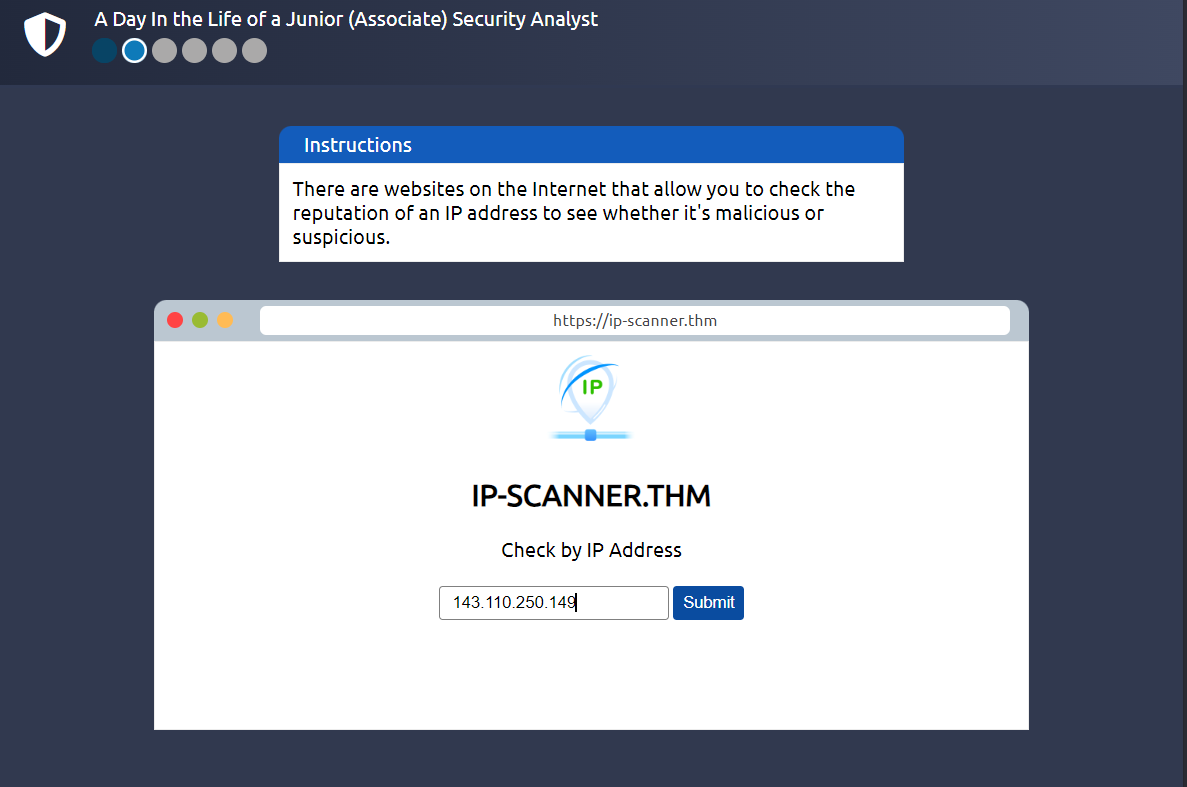 A Day In the Life of a Junior (Associate) Security Analyst
Instructions
There are websites on the Internet that allow you to check the
reputation of an IP address to see whether it's malicious or
suspicious.
https://ip-scanner.thm
IP
IP-SCANNER.THM
Check by IP Address
143.110.250.149
Submit